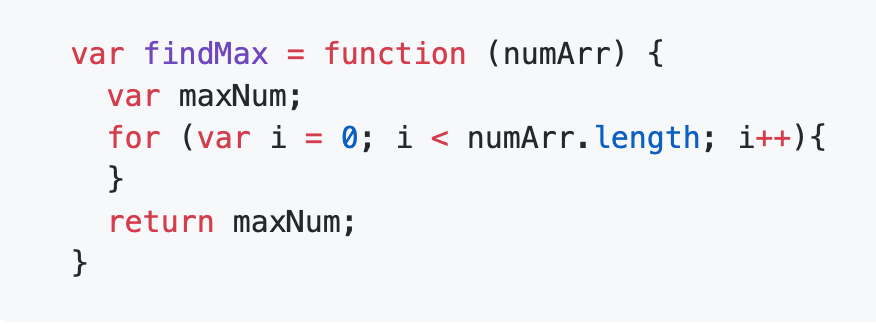 var findMax = function (numArr) {
  var maxNum;
  for (var i = 0; i < numArr.length; i++){
  }
  return maxNum;
}